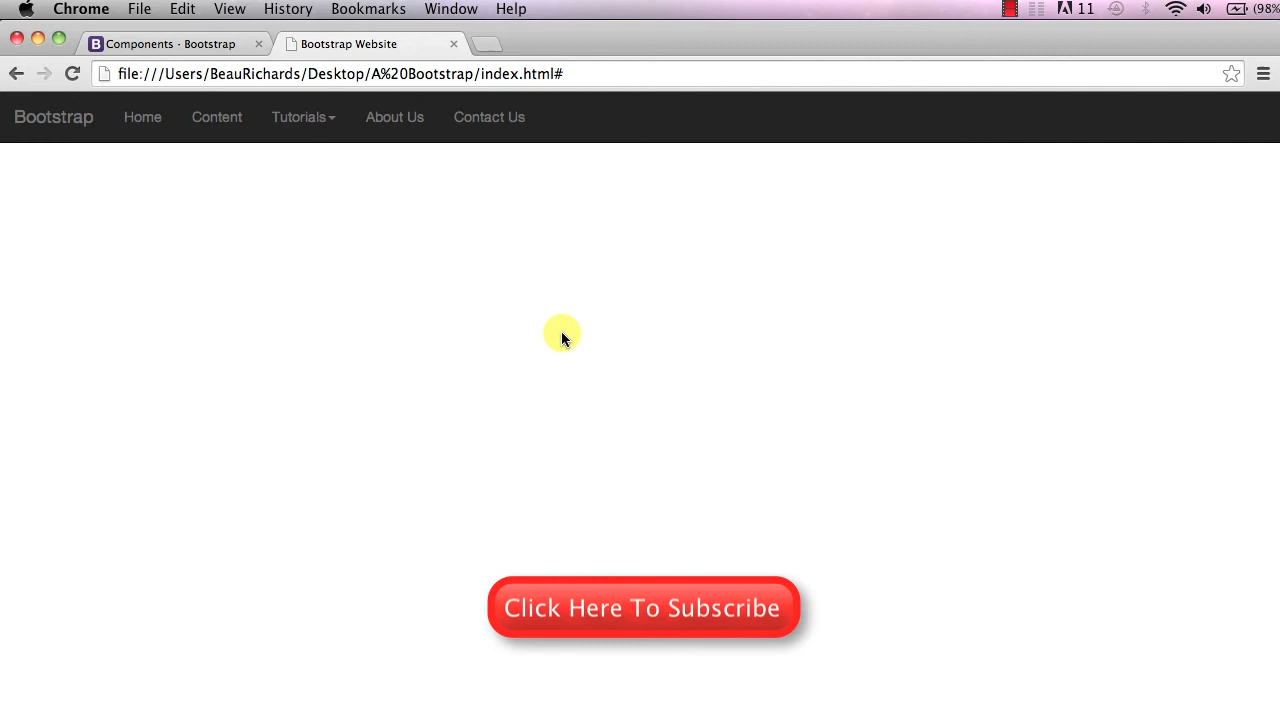 Chrome File Edit View History Bookmarks Window Help 11 (98%
Components · Bootstrap Bootstrap Website
file:///Users/BeauRichards/Desktop/A%20Bootstrap/index.html#
Bootstrap Home Content Tutorials About Us Contact Us
Click Here To Subscribe